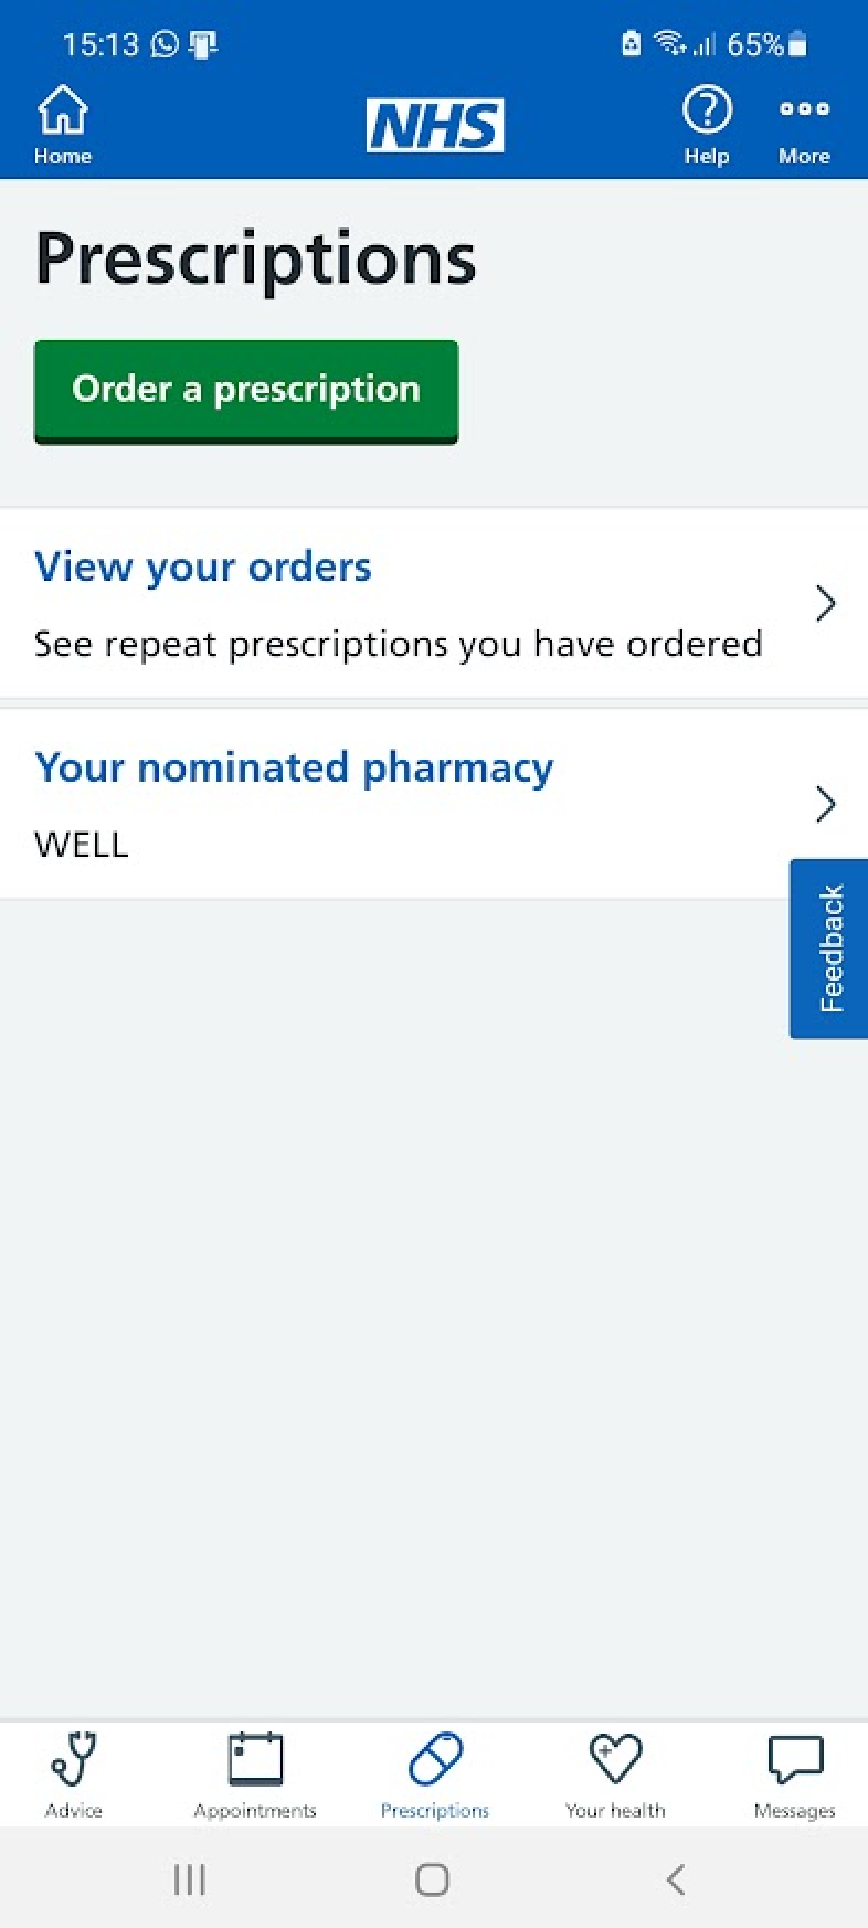 15:13 65%
Home NHS Help More
Prescriptions
Order a prescription
View your orders
See repeat prescriptions you have ordered
Your nominated pharmacy
WELL
Feedback
Advice Appointments Prescriptions Your health Messages